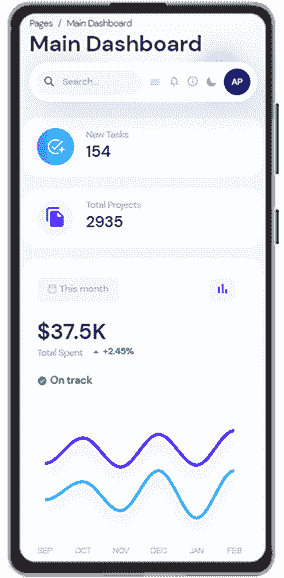 Pages / Main Dashboard
Main Dashboard
Search...
AP
New Tasks
154
Total Projects
2935
This month
$37.5K
Total Spent +2.45%
On track
SEP OCT NOV DEC JAN FEB